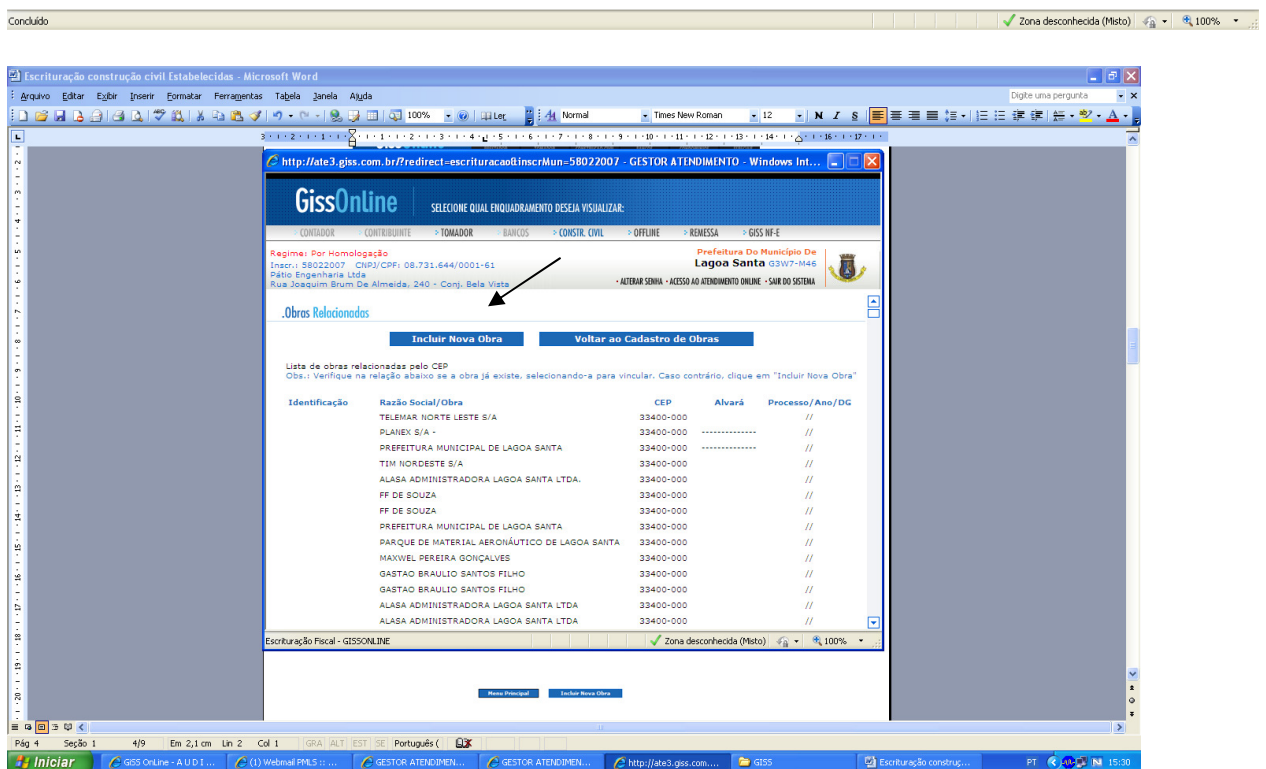 Concluído
Zona desconhecida (Misto)
100%
Escrituração construção civil Estabelecidas - Microsoft Word
Arquivo Editar Exibir Inserir Formatar Ferramentas Tabela Janela Ajuda
Digite uma pergunta
100%
Ler
Normal
Times New Roman
12
N I S
http://ate3.giss.com.br/?redirect=escrituracao&inscrMun=58022007 - GESTOR ATENDIMENTO - Windows Int...
GissOnline
SELECIONE QUAL ENQUADRAMENTO DESEJA VISUALIZAR:
> CONTADOR > CONTRIBUINTE > TOMADOR > BANCOS > CONSTR. CIVIL > OFFLINE > REMESSA > GISS NF-E
Regime: Por Homologação
Inscr.: 58022007 CNPJ/CPF: 08.731.644/0001-61
Pátio Engenharia Ltda
Rua Joaquim Brum De Almeida, 240 - Conj. Bela Vista
Prefeitura Do Município De
Lagoa Santa G3W7-M46
• ALTERAR SENHA • ACESSO AO ATENDIMENTO ONLINE • SAIR DO SISTEMA
.Obras Relacionadas
Incluir Nova Obra
Voltar ao Cadastro de Obras
Lista de obras relacionadas pelo CEP
Obs.: Verifique na relação abaixo se a obra já existe, selecionando-a para vincular. Caso contrário, clique em "Incluir Nova Obra"
Identificação Razão Social/Obra CEP Alvará Processo/Ano/DG
TELEMAR NORTE LESTE S/A 33400-000 //
PLANEX S/A - 33400-000 -------------- //
PREFEITURA MUNICIPAL DE LAGOA SANTA 33400-000 -------------- //
TIM NORDESTE S/A 33400-000 //
ALASA ADMINISTRADORA LAGOA SANTA LTDA. 33400-000 //
FF DE SOUZA 33400-000 //
FF DE SOUZA 33400-000 //
PREFEITURA MUNICIPAL DE LAGOA SANTA 33400-000 //
PARQUE DE MATERIAL AERONÁUTICO DE LAGOA SANTA 33400-000 //
MAXWEL PEREIRA GONÇALVES 33400-000 //
GASTAO BRAULIO SANTOS FILHO 33400-000 //
GASTAO BRAULIO SANTOS FILHO 33400-000 //
ALASA ADMINISTRADORA LAGOA SANTA LTDA 33400-000 //
ALASA ADMINISTRADORA LAGOA SANTA LTDA 33400-000 //
Escrituração Fiscal - GISSONLINE
Zona desconhecida (Misto)
100%
Menu Principal
Incluir Nova Obra
Pág 4 Seção 1 4/9 Em 2,1 cm Lin 2 Col 1 GRA ALT EST SE Português (
Iniciar
GISS OnLine - A U D I ...
(1) Webmail PMLS :: ...
GESTOR ATENDIMEN...
GESTOR ATENDIMEN...
http://ate3.giss.com....
GISS
Escrituração construç...
PT
15:30